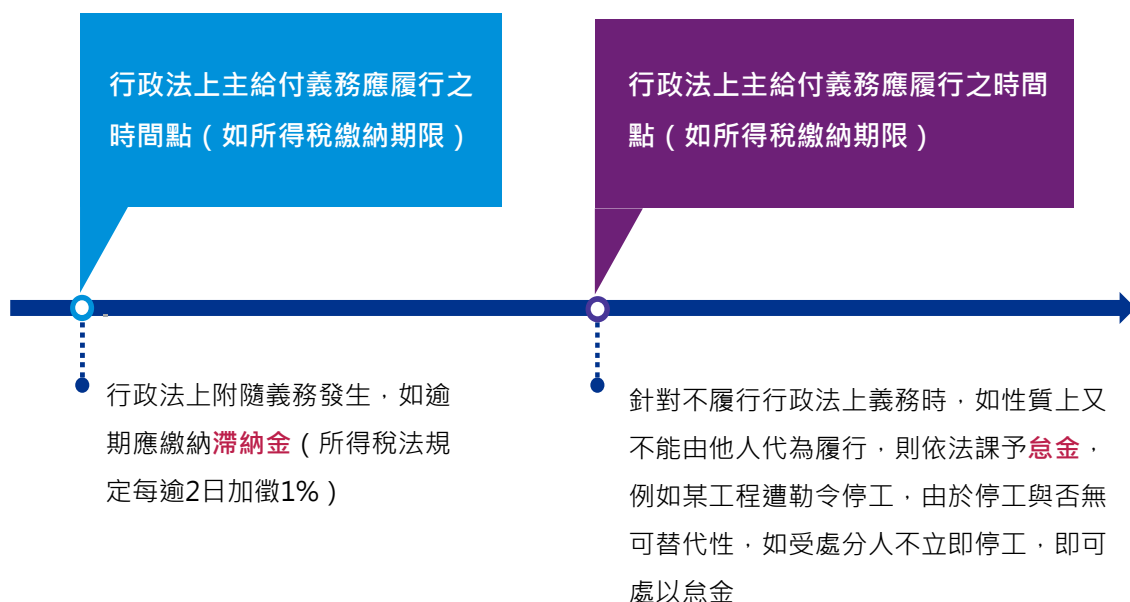 行政法上主給付義務應履行之
時間點（如所得稅繳納期限）
行政法上主給付義務應履行之時間
點（如所得稅繳納期限）
行政法上附隨義務發生，如逾
期應繳納滯納金（所得稅法規
定每逾2日加徵1%）
針對不履行行政法上義務時，如性質上又
不能由他人代為履行，則依法課予怠金，
例如某工程遭勒令停工，由於停工與否無
可替代性，如受處分人不立即停工，即可
處以怠金